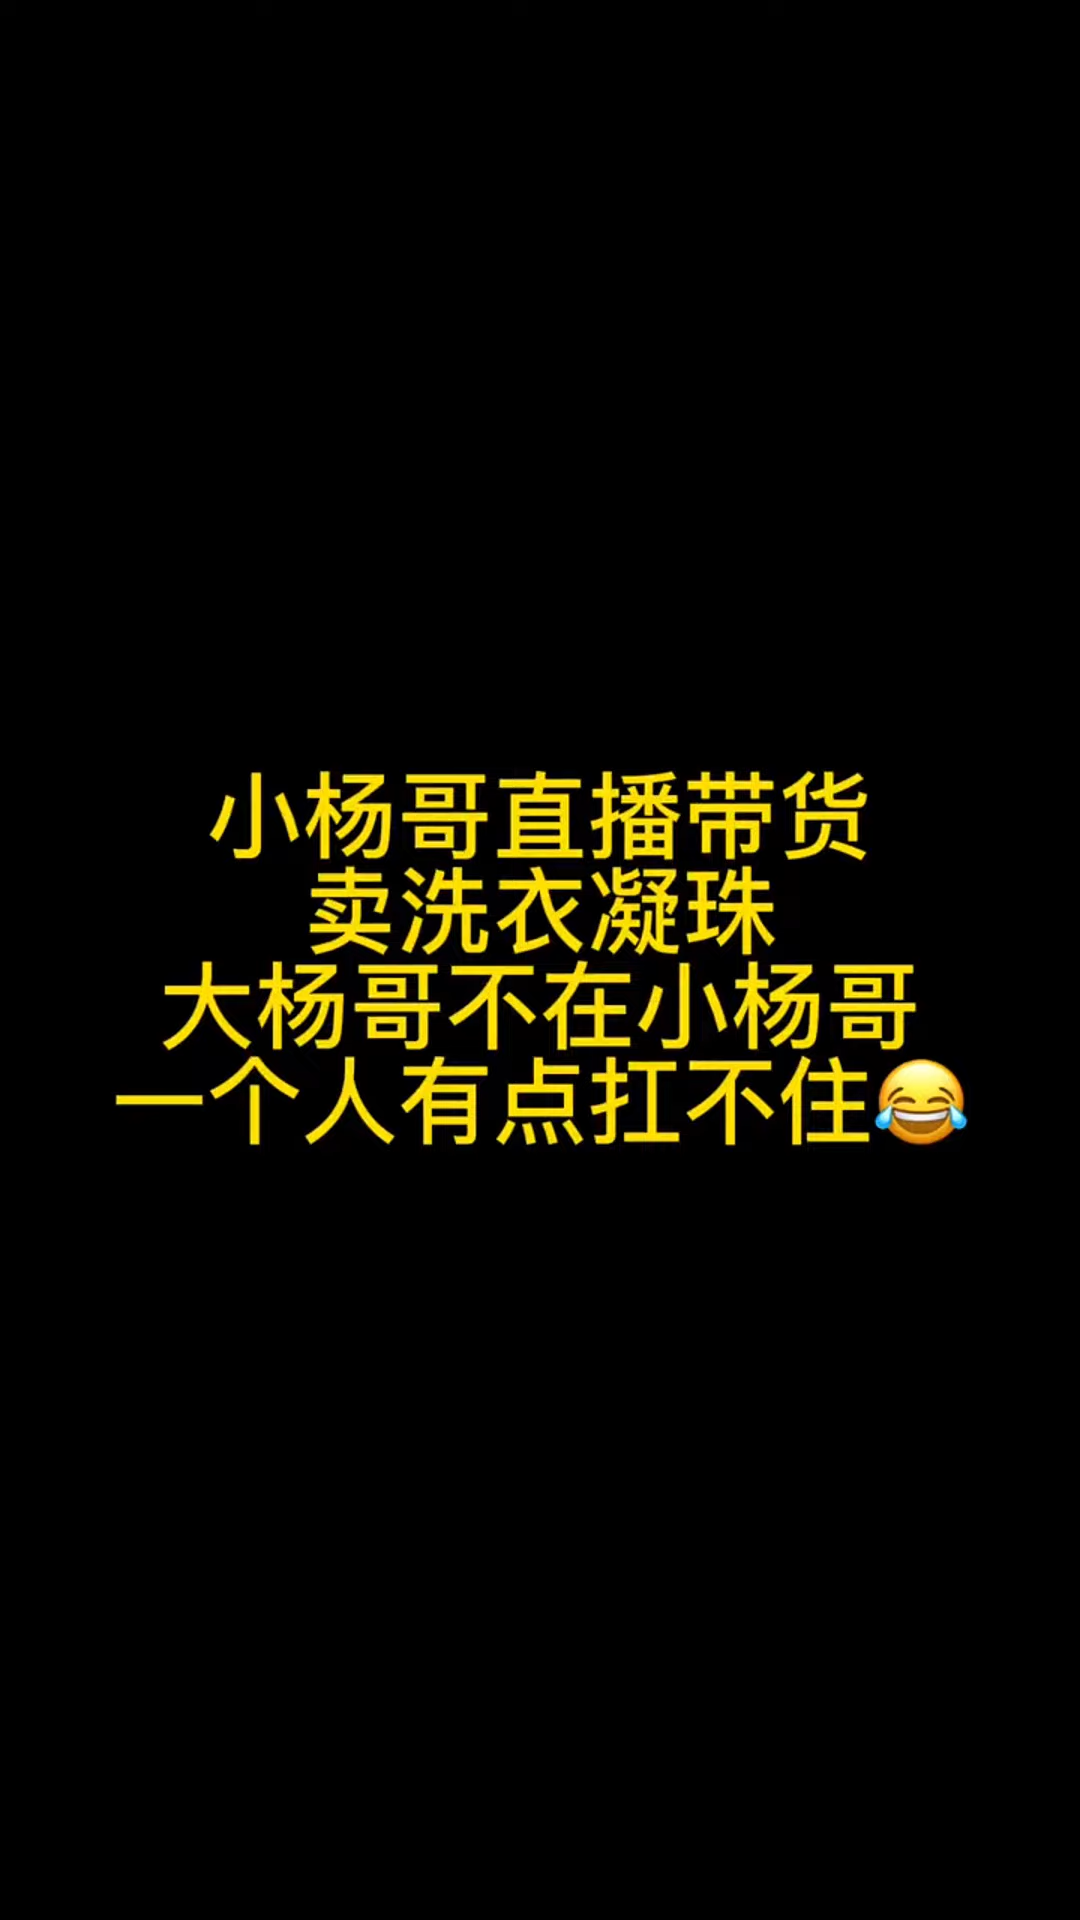 小杨哥直播带货
卖洗衣凝珠
大杨哥不在小杨哥
一个人有点扛不住😂